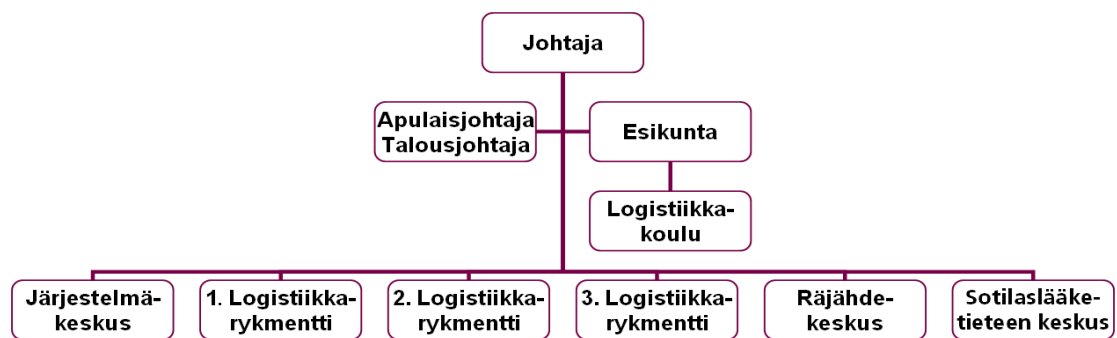 Johtaja
Apulaisjohtaja
Talousjohtaja
Esikunta
Logistiikka-
koulu
Järjestelmä-
keskus
1. Logistiikka-
rykmentti
2. Logistiikka-
rykmentti
3. Logistiikka-
rykmentti
Räjähde-
keskus
Sotilaslääke-
tieteen keskus